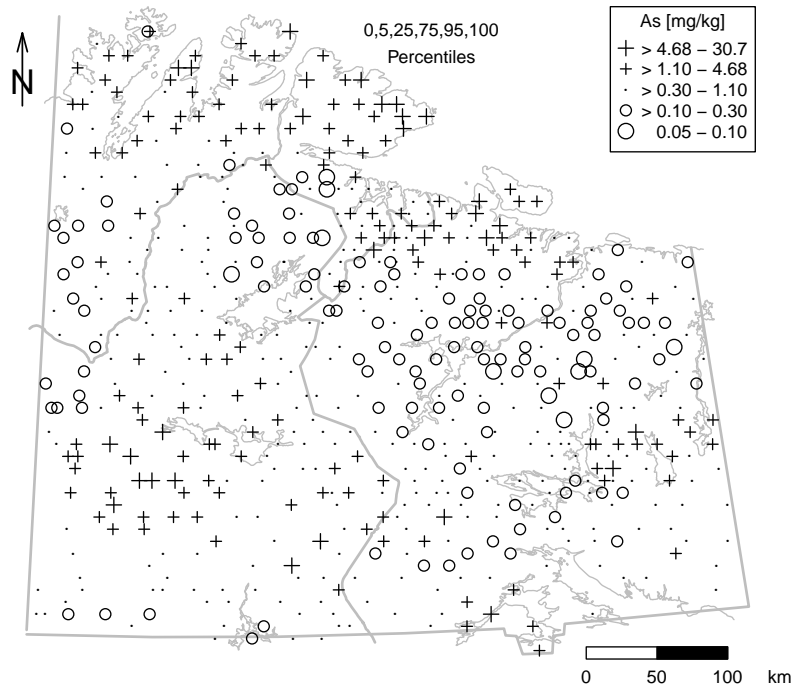 0,5,25,75,95,100
Percentiles
N
As [mg/kg]
> 4.68 − 30.7
> 1.10 − 4.68
> 0.30 − 1.10
> 0.10 − 0.30
0.05 − 0.10
0 50 100 km